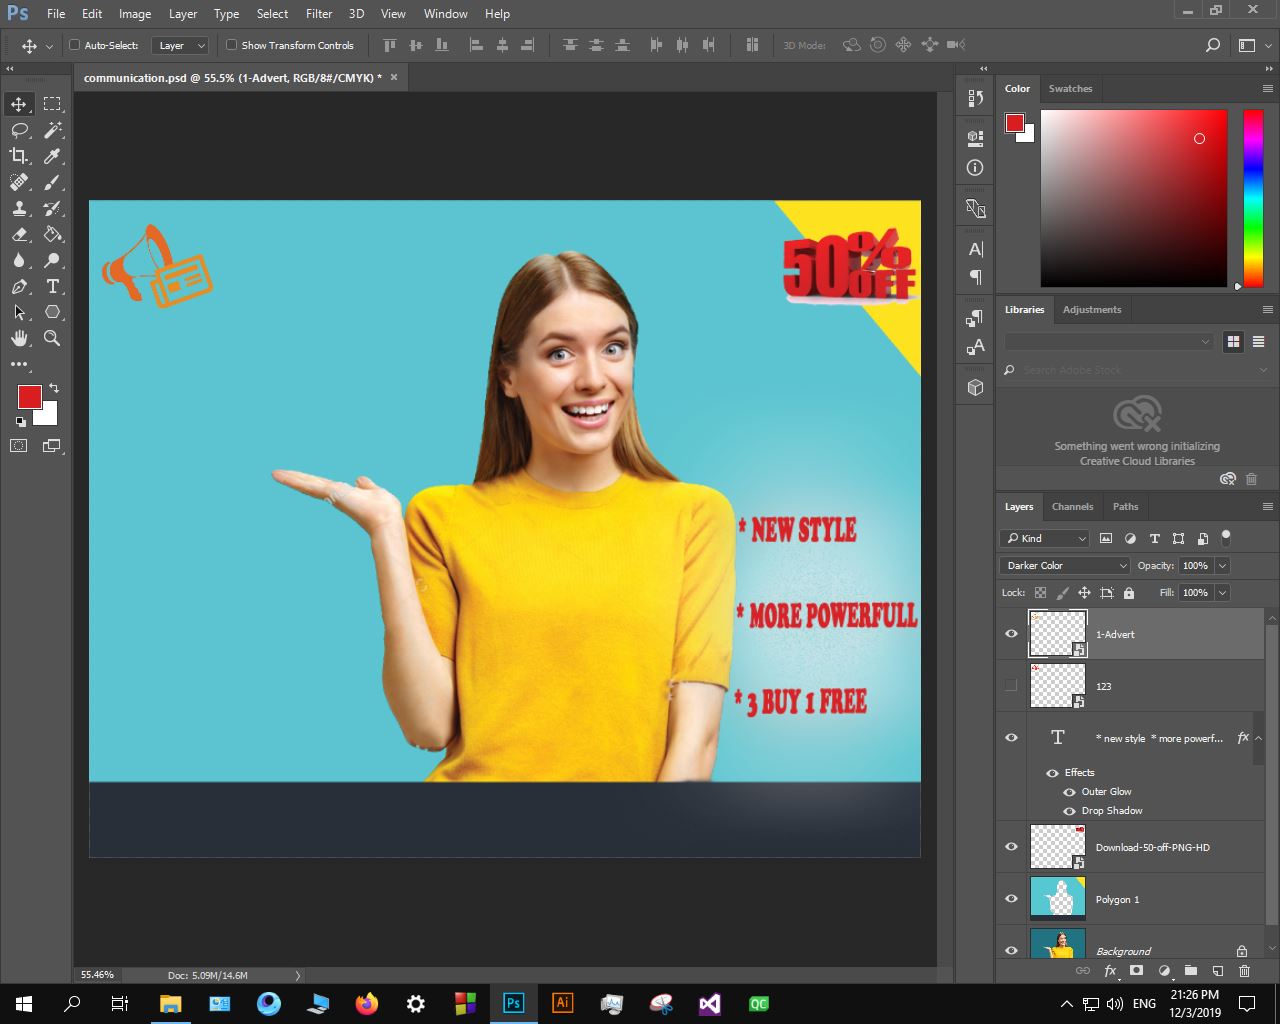 Ps File Edit Image Layer Type Select Filter 3D View Window Help
Auto-Select: Layer Show Transform Controls 3D Mode:
communication.psd @ 55.5% (1-Advert, RGB/8#/CMYK) * ×
Color Swatches
50% OFF
Libraries Adjustments
Search Adobe Stock
Something went wrong initializing
Creative Cloud Libraries
Layers Channels Paths
Kind
Darker Color Opacity: 100%
Lock: Fill: 100%
* NEW STYLE
* MORE POWERFULL
* 3 BUY 1 FREE
1-Advert
123
T * new style * more powerf... fx
Effects
Outer Glow
Drop Shadow
Download-50-off-PNG-HD
Polygon 1
Background
fx
55.46% Doc: 5.09M/14.6M
Ps Ai QC ENG 21:26 PM
12/3/2019